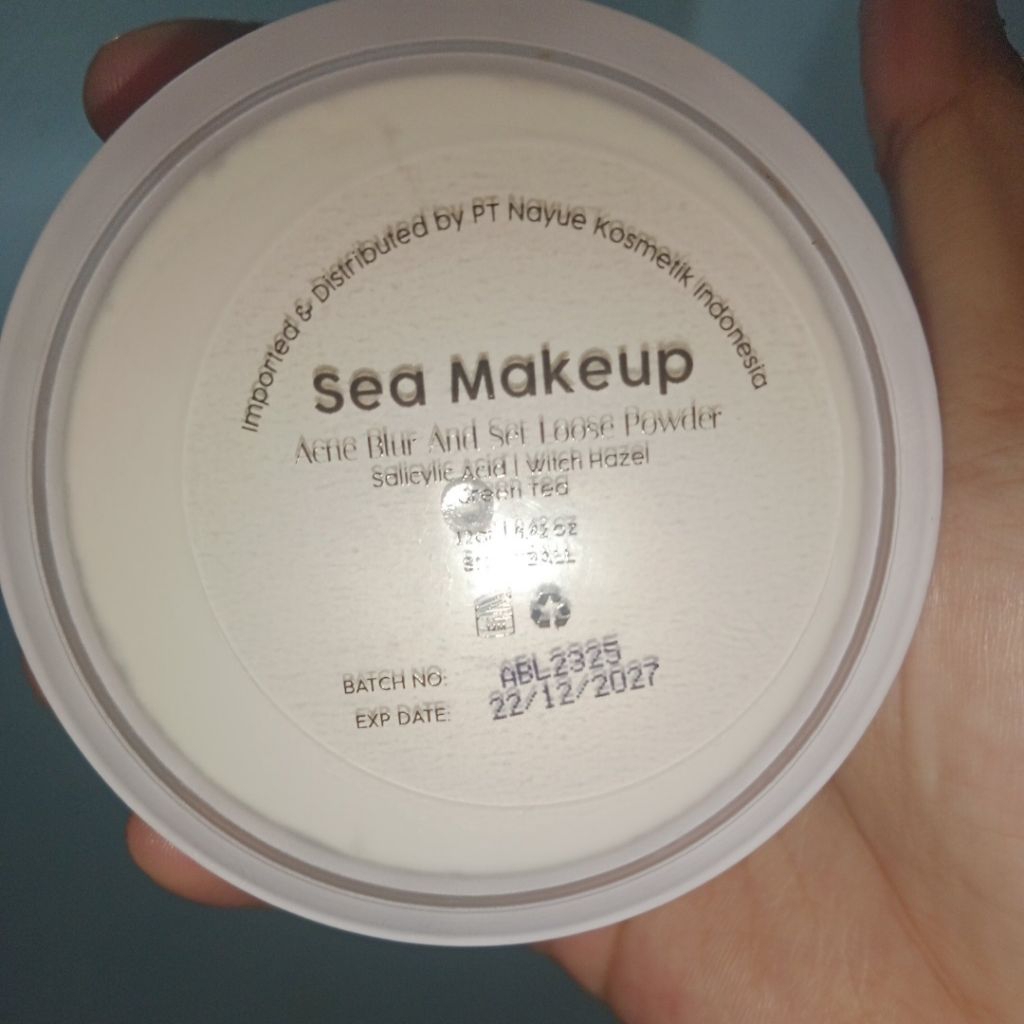 Imported & Distributed by PT Nayue Kosmetik Indonesia
Sea Makeup
Acne Blur And Set Loose Powder
Salicylic Acid | Witch Hazel
Green Tea
OZ
BATCH NO: ABL2325
EXP DATE: 22/12/2027